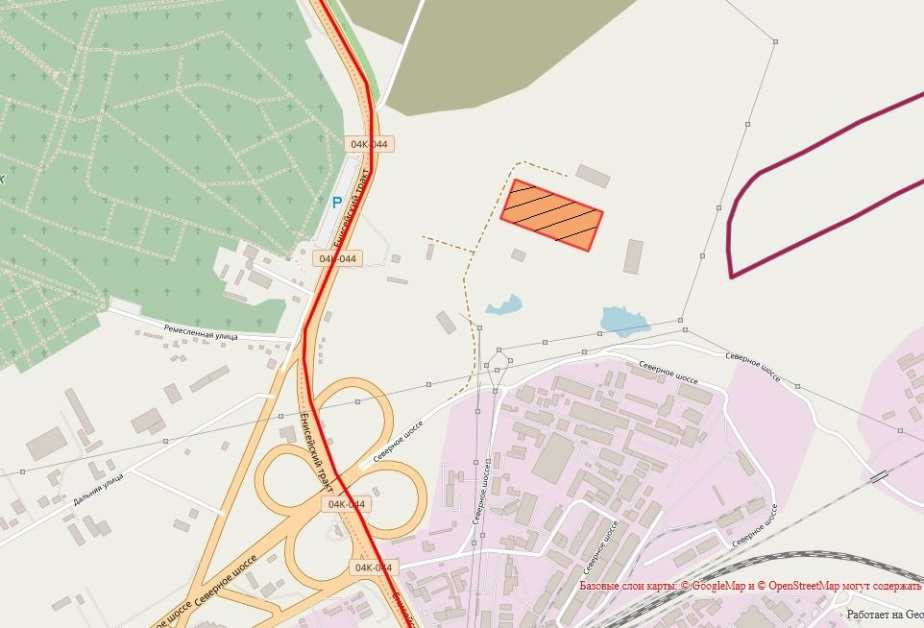 04К-044
Енисейский тракт
Р
04К-044
Ремесленная улица
Северное шоссе
Северное шоссе
Енисейский тракт
Северное шоссе
Дальняя улица
Северное шоссе
04К-044
Северное шоссе
Северное шоссе
04К-044
Северное шоссе
Базовые слои карты: © GoogleMap и © OpenStreetMap могут содержать
шоссе
Работает на Geo